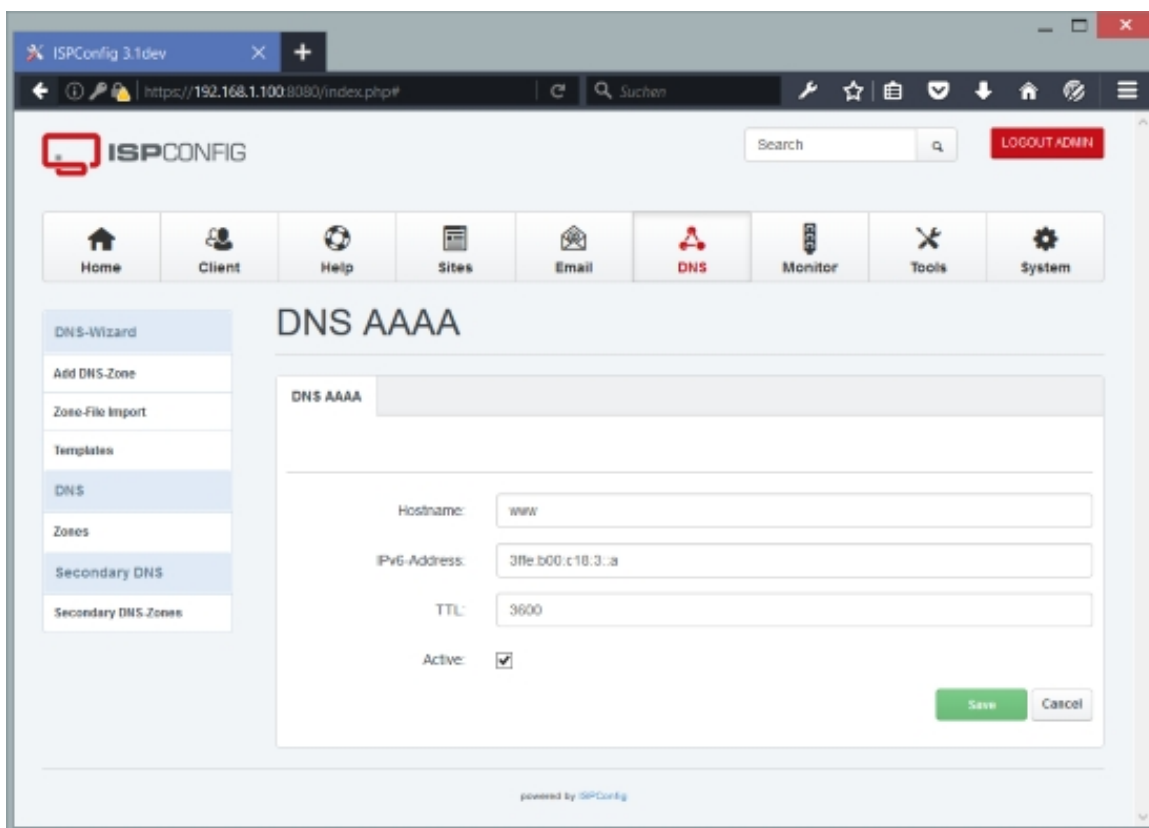 ISPConfig 3.1dev
https://192.168.1.100:8080/index.php#
Suchen
ISPCONFIG
Search
LOGOUT ADMIN
Home Client Help Sites Email DNS Monitor Tools System
DNS-Wizard
Add DNS-Zone
Zone-File Import
Templates
DNS
Zones
Secondary DNS
Secondary DNS-Zones
DNS AAAA
DNS AAAA
Hostname: www
IPv6-Address: 3ffe:b00:c18:3::a
TTL: 3600
Active:
Save Cancel
powered by ISPConfig